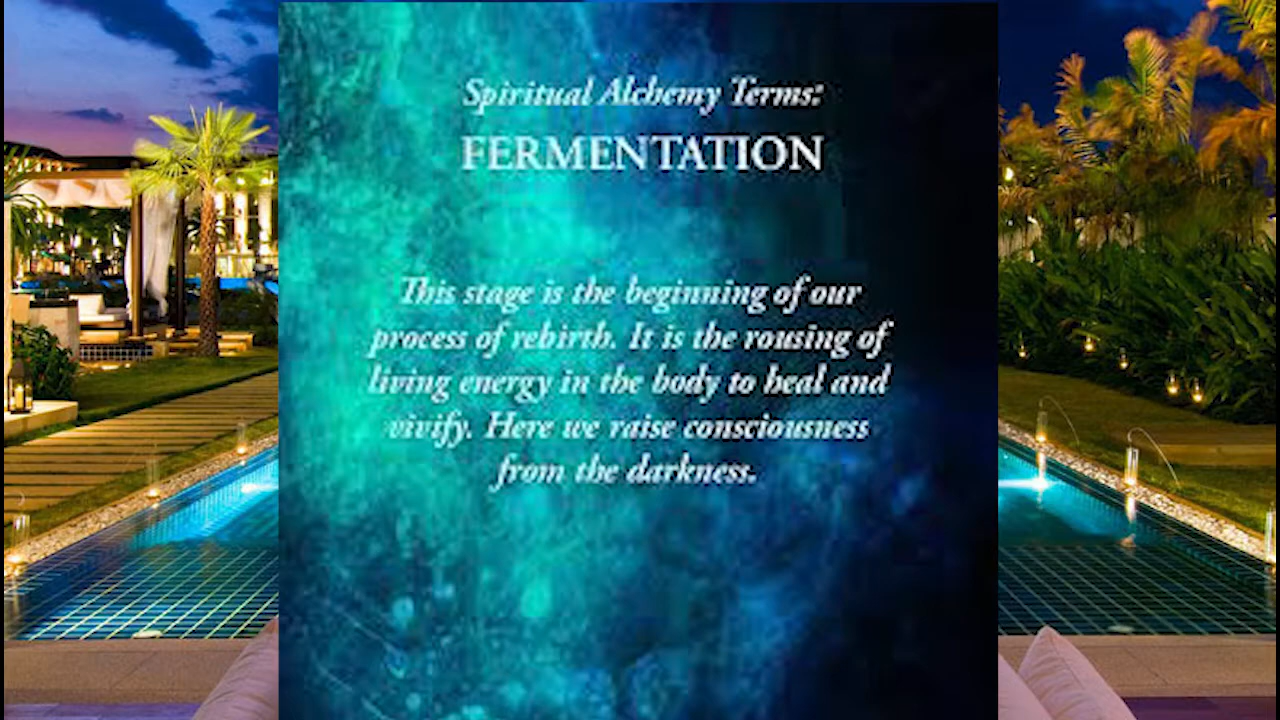 Spiritual Alchemy Terms:
FERMENTATION
This stage is the beginning of our
process of rebirth. It is the rousing of
living energy in the body to heal and
vivify. Here we raise consciousness
from the darkness.